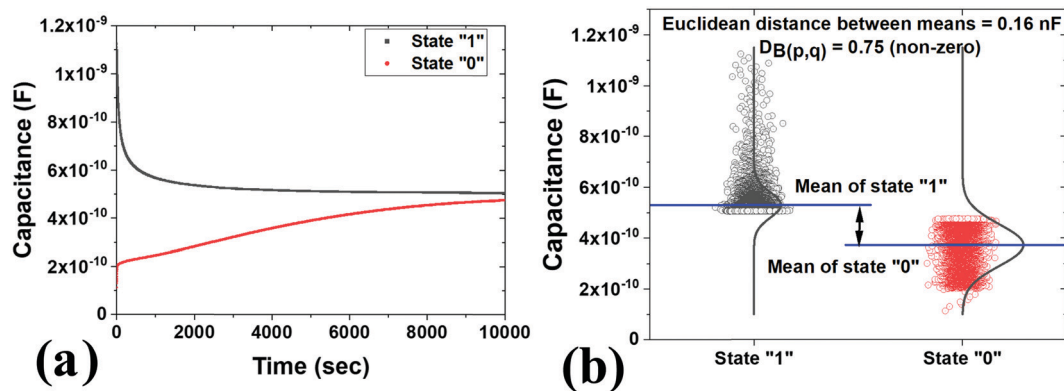 1.2x10⁻⁹
1x10⁻⁹
8x10⁻¹⁰
6x10⁻¹⁰
4x10⁻¹⁰
2x10⁻¹⁰
0
Capacitance (F)
State "1"
State "0"
0 2000 4000 6000 8000 10000
Time (sec)
(a)
Euclidean distance between means = 0.16 nF
D_B(p,q) = 0.75 (non-zero)
1.2x10⁻⁹
1x10⁻⁹
8x10⁻¹⁰
6x10⁻¹⁰
4x10⁻¹⁰
2x10⁻¹⁰
0
Capacitance (F)
Mean of state "1"
Mean of state "0"
State "1" State "0"
(b)